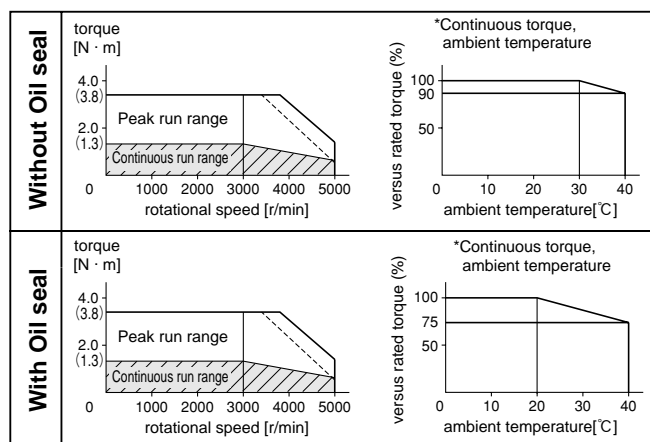 Without Oil seal
torque
[N · m]
4.0
(3.8)
Peak run range
2.0
(1.3)
Continuous run range
0 1000 2000 3000 4000 5000
rotational speed [r/min]
*Continuous torque,
ambient temperature
versus rated torque (%)
100
90
50
0 10 20 30 40
ambient temperature[℃]
With Oil seal
torque
[N · m]
4.0
(3.8)
Peak run range
2.0
(1.3)
Continuous run range
0 1000 2000 3000 4000 5000
rotational speed [r/min]
*Continuous torque,
ambient temperature
versus rated torque (%)
100
75
50
0 10 20 30 40
ambient temperature[℃]